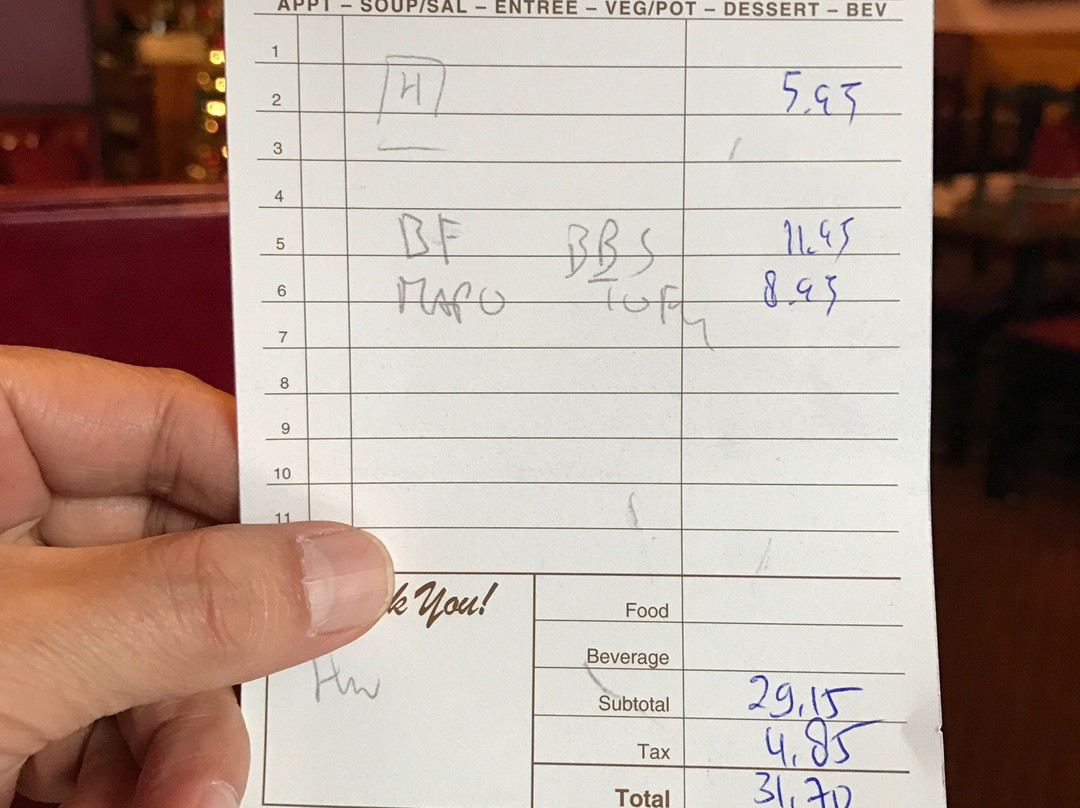 APPT – SOUP/SAL – ENTREE – VEG/POT – DESSERT – BEV
1
2 H 5.95
3
4
5 BF BBS 11.95
6 MAPO TOFU 8.95
7
8
9
10
11
k You!
Food
Beverage
Subtotal 29.15
Tax 4.85
Total 31.70